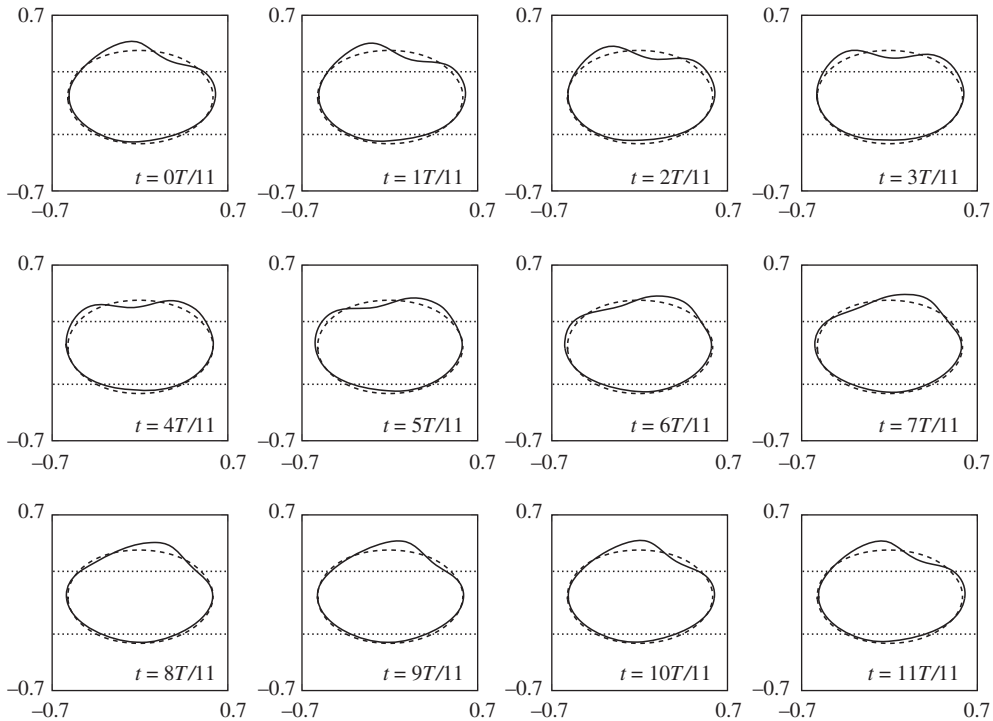 0.7 0.7 0.7 0.7
t = 0T/11 t = 1T/11 t = 2T/11 t = 3T/11
–0.7 –0.7 –0.7 –0.7
–0.7 0.7 –0.7 0.7 –0.7 0.7 –0.7 0.7
0.7 0.7 0.7 0.7
t = 4T/11 t = 5T/11 t = 6T/11 t = 7T/11
–0.7 –0.7 –0.7 –0.7
–0.7 0.7 –0.7 0.7 –0.7 0.7 –0.7 0.7
0.7 0.7 0.7 0.7
t = 8T/11 t = 9T/11 t = 10T/11 t = 11T/11
–0.7 –0.7 –0.7 –0.7
–0.7 0.7 –0.7 0.7 –0.7 0.7 –0.7 0.7